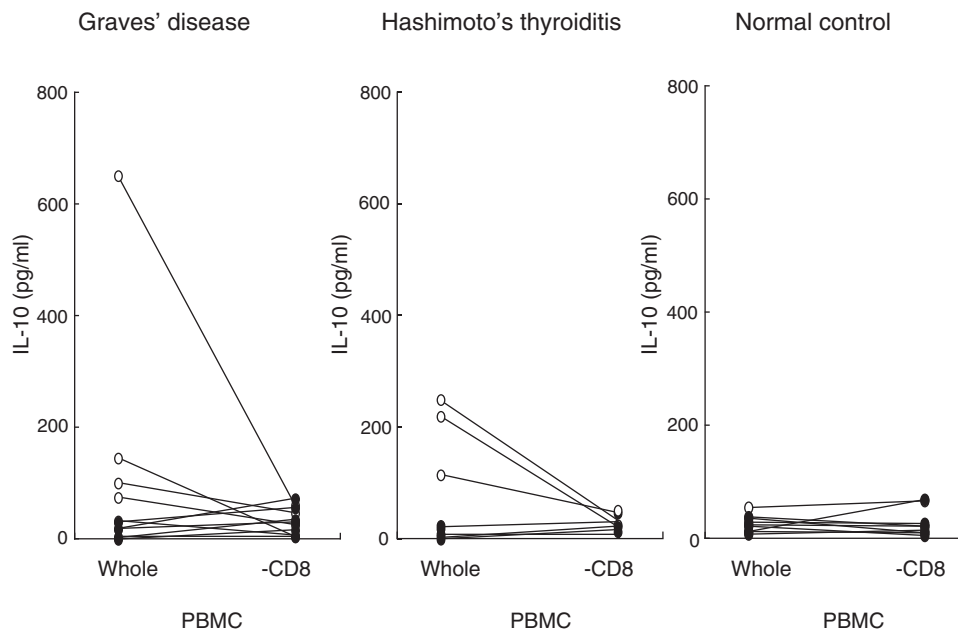 Graves' disease
Hashimoto's thyroiditis
Normal control
800
600
400
200
0
IL-10 (pg/ml)
Whole
-CD8
PBMC
800
600
400
200
0
IL-10 (pg/ml)
Whole
-CD8
PBMC
800
600
400
200
0
IL-10 (pg/ml)
Whole
-CD8
PBMC